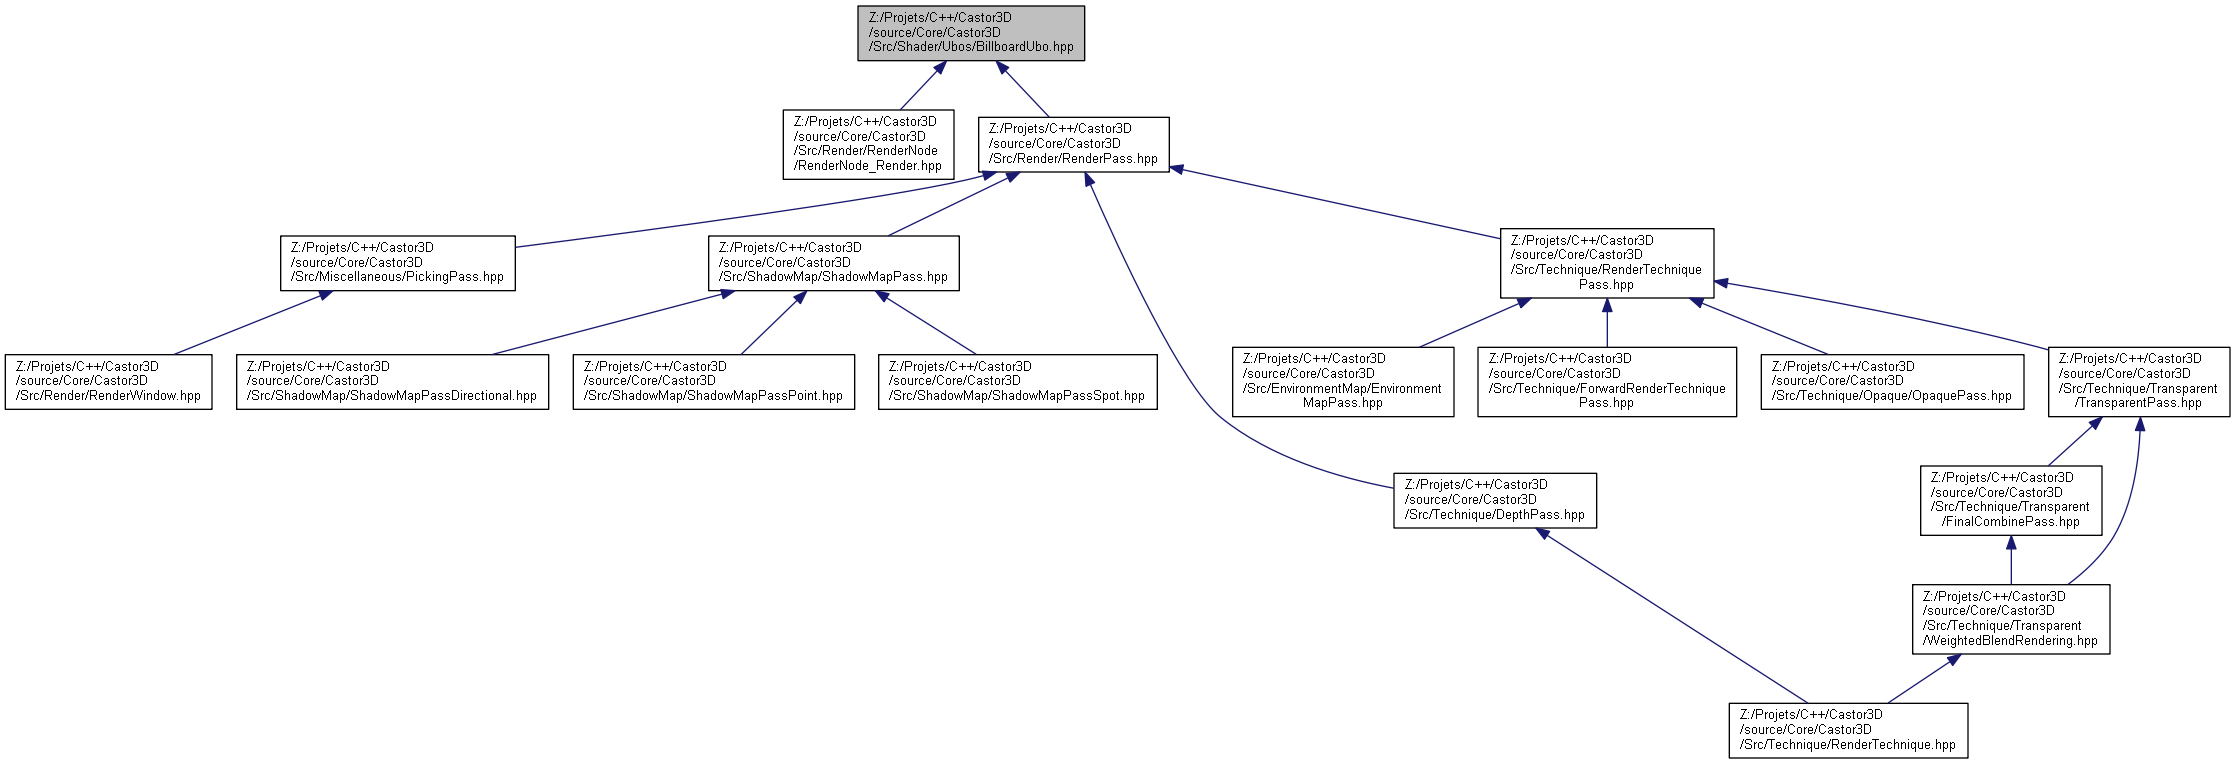 Z:/Projets/C++/Castor3D
/source/Core/Castor3D
/Src/Shader/Ubos/BillboardUbo.hpp
Z:/Projets/C++/Castor3D
/source/Core/Castor3D
/Src/Render/RenderNode
/RenderNode_Render.hpp
Z:/Projets/C++/Castor3D
/source/Core/Castor3D
/Src/Render/RenderPass.hpp
Z:/Projets/C++/Castor3D
/source/Core/Castor3D
/Src/Miscellaneous/PickingPass.hpp
Z:/Projets/C++/Castor3D
/source/Core/Castor3D
/Src/ShadowMap/ShadowMapPass.hpp
Z:/Projets/C++/Castor3D
/source/Core/Castor3D
/Src/Technique/RenderTechnique
Pass.hpp
Z:/Projets/C++/Castor3D
/source/Core/Castor3D
/Src/Render/RenderWindow.hpp
Z:/Projets/C++/Castor3D
/source/Core/Castor3D
/Src/ShadowMap/ShadowMapPassDirectional.hpp
Z:/Projets/C++/Castor3D
/source/Core/Castor3D
/Src/ShadowMap/ShadowMapPassPoint.hpp
Z:/Projets/C++/Castor3D
/source/Core/Castor3D
/Src/ShadowMap/ShadowMapPassSpot.hpp
Z:/Projets/C++/Castor3D
/source/Core/Castor3D
/Src/EnvironmentMap/Environment
MapPass.hpp
Z:/Projets/C++/Castor3D
/source/Core/Castor3D
/Src/Technique/ForwardRenderTechnique
Pass.hpp
Z:/Projets/C++/Castor3D
/source/Core/Castor3D
/Src/Technique/Opaque/OpaquePass.hpp
Z:/Projets/C++/Castor3D
/source/Core/Castor3D
/Src/Technique/Transparent
/TransparentPass.hpp
Z:/Projets/C++/Castor3D
/source/Core/Castor3D
/Src/Technique/DepthPass.hpp
Z:/Projets/C++/Castor3D
/source/Core/Castor3D
/Src/Technique/Transparent
/FinalCombinePass.hpp
Z:/Projets/C++/Castor3D
/source/Core/Castor3D
/Src/Technique/Transparent
/WeightedBlendRendering.hpp
Z:/Projets/C++/Castor3D
/source/Core/Castor3D
/Src/Technique/RenderTechnique.hpp